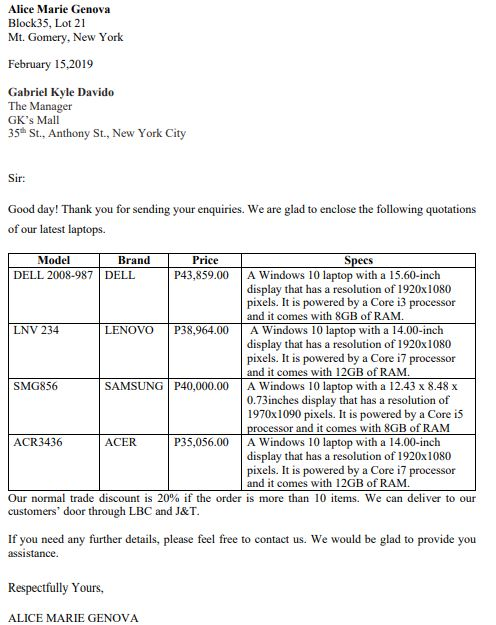 Alice Marie Genova
Block35, Lot 21
Mt. Gomery, New York
February 15,2019
Gabriel Kyle Davido
The Manager
GK's Mall
35th St., Anthony St., New York City
Sir:
Good day! Thank you for sending your enquiries. We are glad to enclose the following quotations
of our latest laptops.
Model Brand Price Specs
DELL 2008-987 DELL P43,859.00 A Windows 10 laptop with a 15.60-inch
display that has a resolution of 1920x1080
pixels. It is powered by a Core i3 processor
and it comes with 8GB of RAM.
LNV 234 LENOVO P38,964.00 A Windows 10 laptop with a 14.00-inch
display that has a resolution of 1920x1080
pixels. It is powered by a Core i7 processor
and it comes with 12GB of RAM.
SMG856 SAMSUNG P40,000.00 A Windows 10 laptop with a 12.43 x 8.48 x
0.73inches display that has a resolution of
1970x1090 pixels. It is powered by a Core i5
processor and it comes with 8GB of RAM
ACR3436 ACER P35,056.00 A Windows 10 laptop with a 14.00-inch
display that has a resolution of 1920x1080
pixels. It is powered by a Core i7 processor
and it comes with 12GB of RAM.
Our normal trade discount is 20% if the order is more than 10 items. We can deliver to our
customers' door through LBC and J&T.
If you need any further details, please feel free to contact us. We would be glad to provide you
assistance.
Respectfully Yours,
ALICE MARIE GENOVA